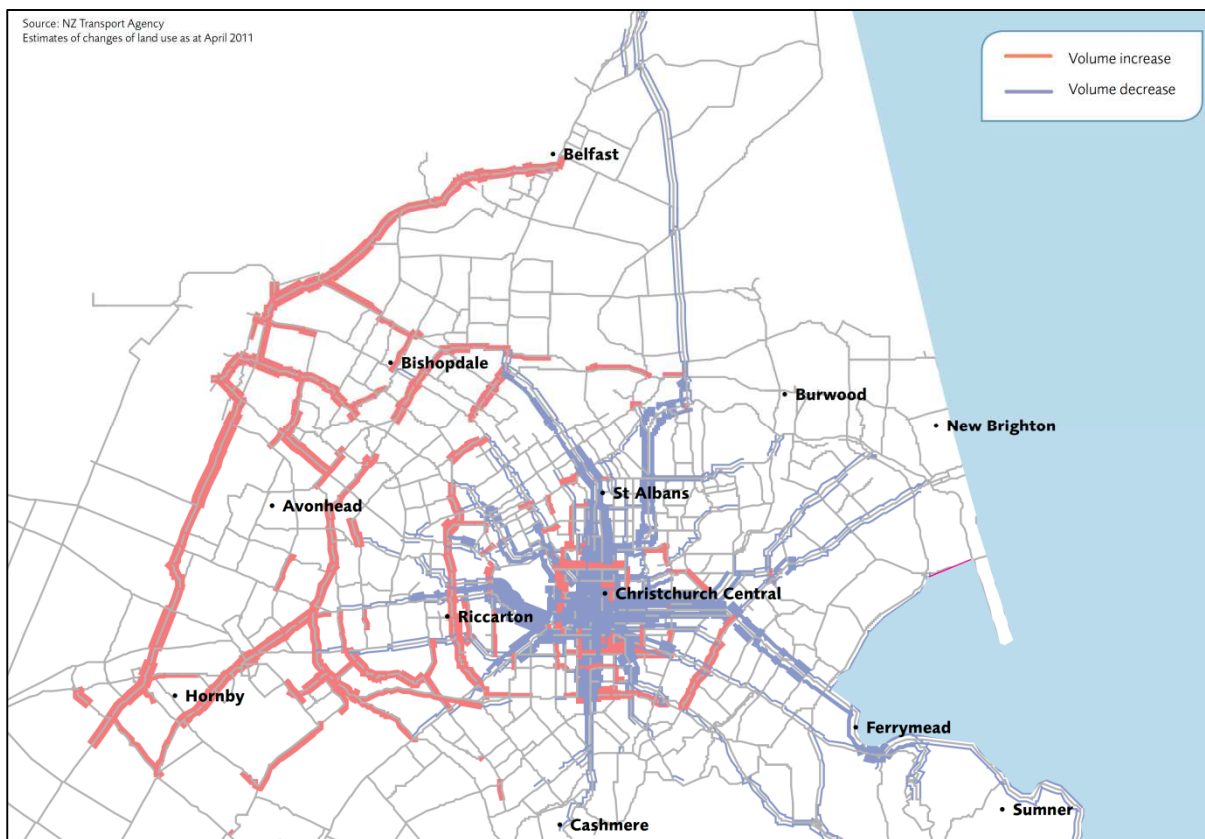 Source: NZ Transport Agency
Estimates of changes of land use as at April 2011
Volume increase
Volume decrease
Belfast
Bishopdale
Burwood
New Brighton
St Albans
Avonhead
Christchurch Central
Riccarton
Hornby
Ferrymead
Sumner
Cashmere